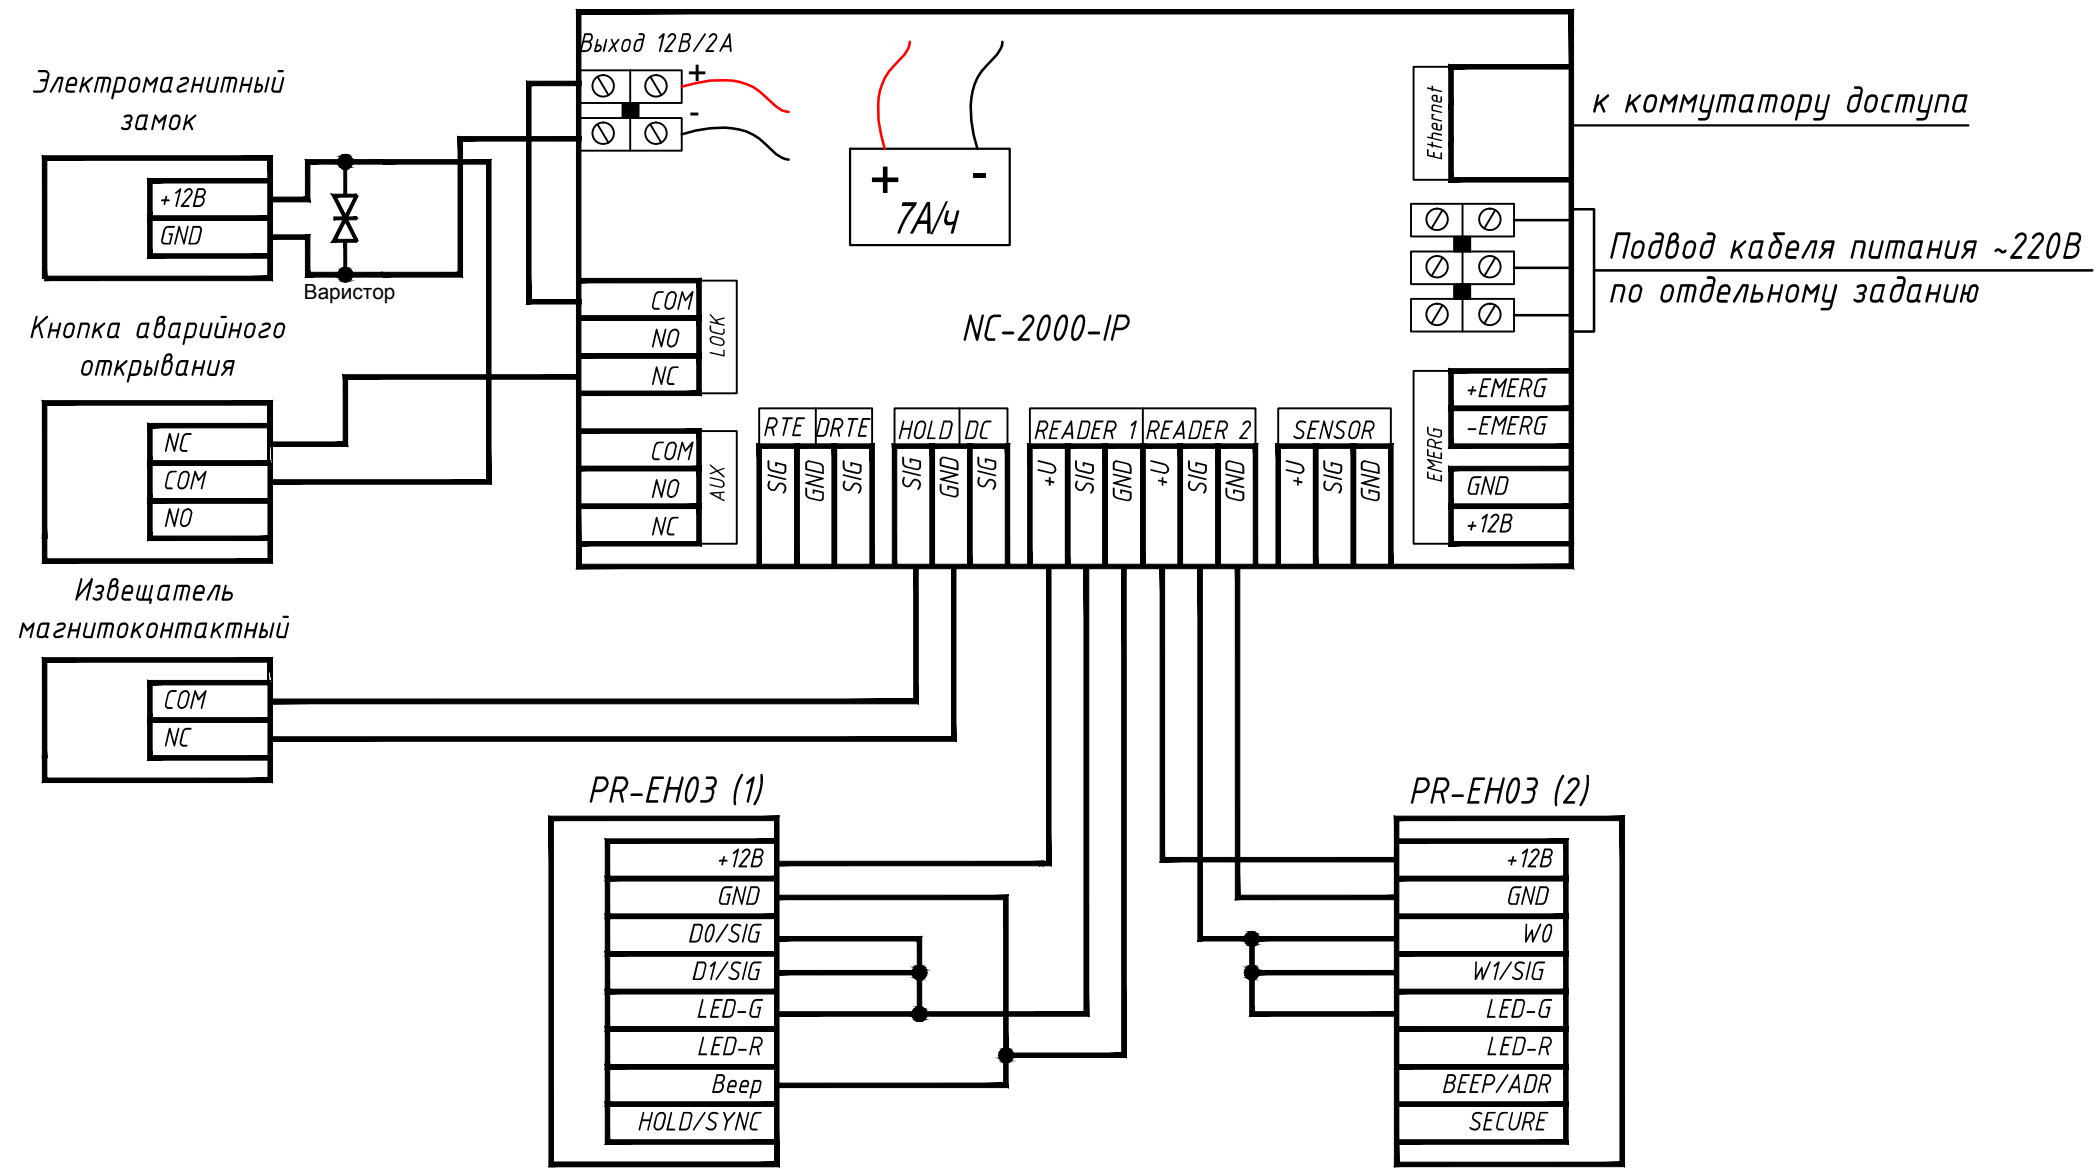 Выход 12В/2А
+
-
Электромагнитный
замок
+12В
GND
Варистор
Кнопка аварийного
открывания
NC
COM
NO
Извещатель
магнитоконтактный
COM
NC
+ -
7А/ч
NC-2000-IP
COM
NO
NC
LOCK
COM
NO
NC
AUX
RTE DRTE
SIG GND SIG
HOLD DC
SIG GND SIG
READER 1 READER 2
+U SIG GND +U SIG GND
SENSOR
+U SIG GND
Ethernet
к коммутатору доступа
Подвод кабеля питания ~220В
по отдельному заданию
EMERG
+EMERG
-EMERG
GND
+12В
PR-EH03 (1)
+12В
GND
D0/SIG
D1/SIG
LED-G
LED-R
Beep
HOLD/SYNC
PR-EH03 (2)
+12В
GND
W0
W1/SIG
LED-G
LED-R
BEEP/ADR
SECURE